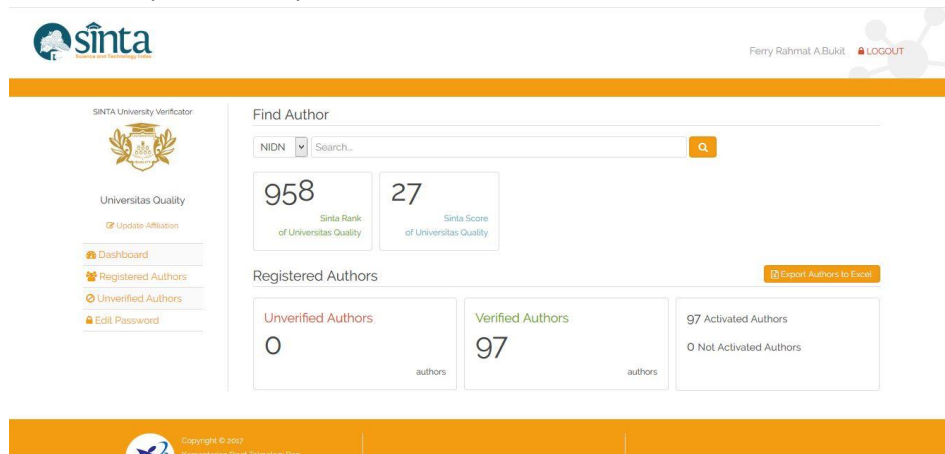 sinta
Science and Technology Index
Ferry Rahmat A.Bukit LOGOUT
SINTA University Verificator
Universitas Quality
Update Affiliation
Dashboard
Registered Authors
Unverified Authors
Edit Password
Find Author
NIDN Search...
958
Sinta Rank
of Universitas Quality
27
Sinta Score
of Universitas Quality
Registered Authors
Export Authors to Excel
Unverified Authors
0
authors
Verified Authors
97
authors
97 Activated Authors
0 Not Activated Authors
Copyright © 2017